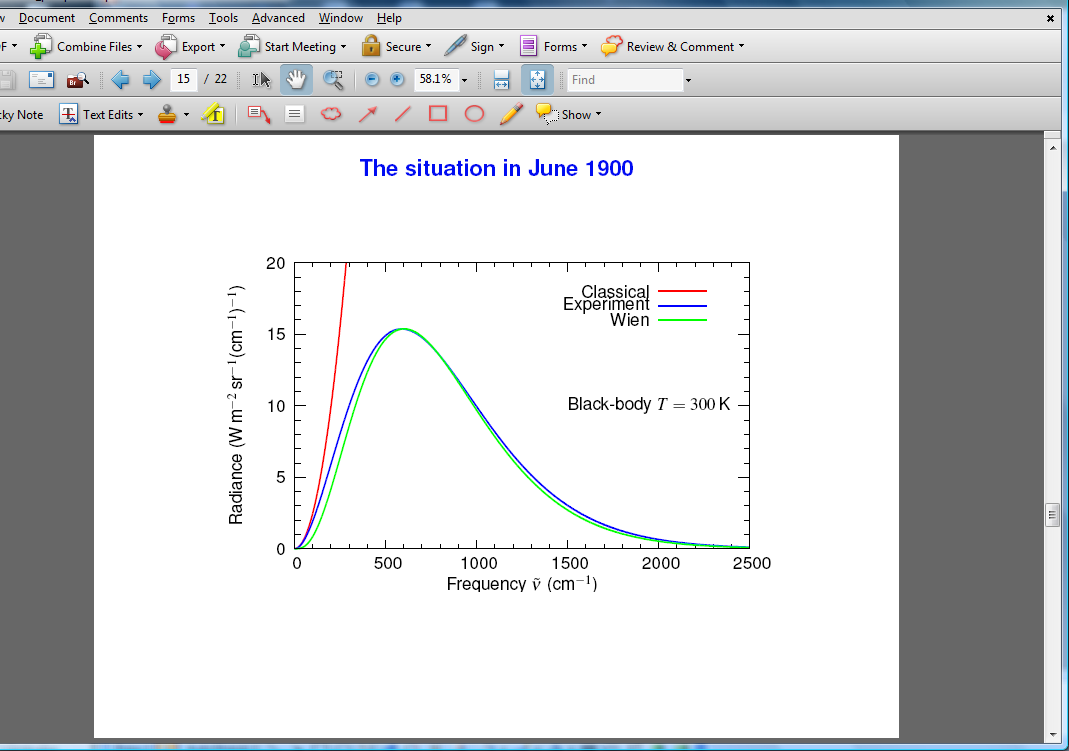 w Document Comments Forms Tools Advanced Window Help
F Combine Files Export Start Meeting Secure Sign Forms Review & Comment
Br 15 / 22 58.1% Find
cky Note T Text Edits T Show
The situation in June 1900
Classical
Experiment
Wien
Black-body T = 300 K
Radiance (W m⁻² sr⁻¹(cm⁻¹)⁻¹)
20
15
10
5
0
0 500 1000 1500 2000 2500
Frequency ν̃ (cm⁻¹)